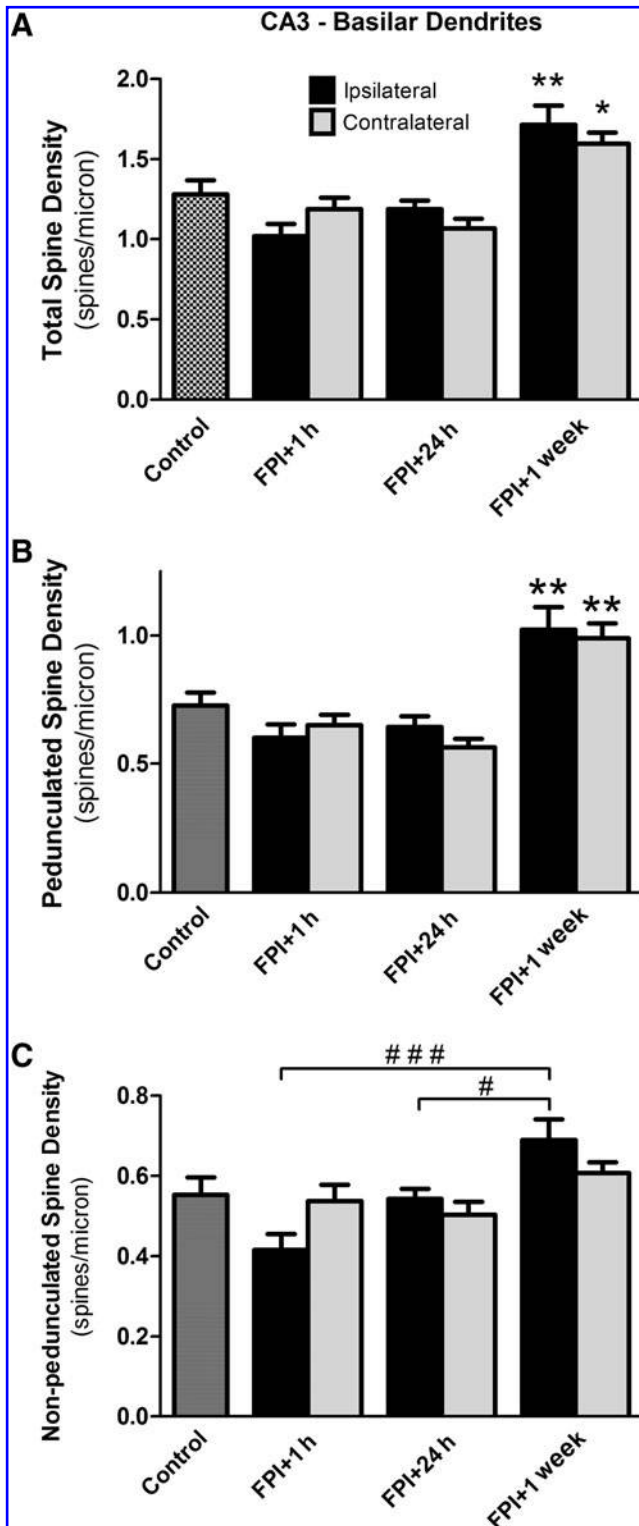 A
CA3 - Basilar Dendrites
Total Spine Density
(spines/micron)
2.0
1.5
1.0
0.5
0.0
Ipsilateral
Contralateral
**
*
Control
FPI+1 h
FPI+24 h
FPI+1 week
B
Pedunculated Spine Density
(spines/micron)
1.0
0.5
0.0
**
**
Control
FPI+1 h
FPI+24 h
FPI+1 week
C
Non-pedunculated Spine Density
(spines/micron)
0.8
0.6
0.4
0.2
0.0
# # #
#
Control
FPI+1 h
FPI+24 h
FPI+1 week